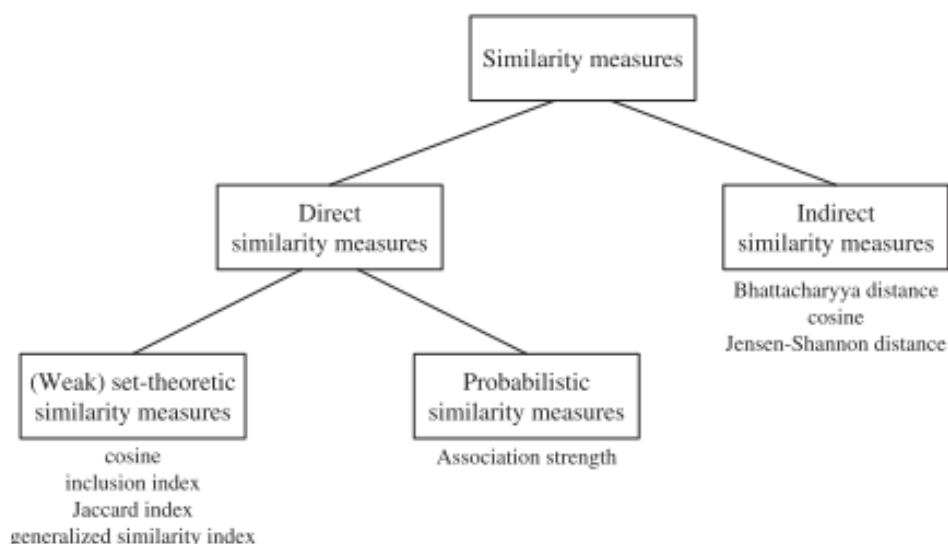 Similarity measures
Direct
similarity measures
Indirect
similarity measures
Bhattacharyya distance
cosine
Jensen-Shannon distance
(Weak) set-theoretic
similarity measures
Probabilistic
similarity measures
cosine
inclusion index
Jaccard index
generalized similarity index
Association strength